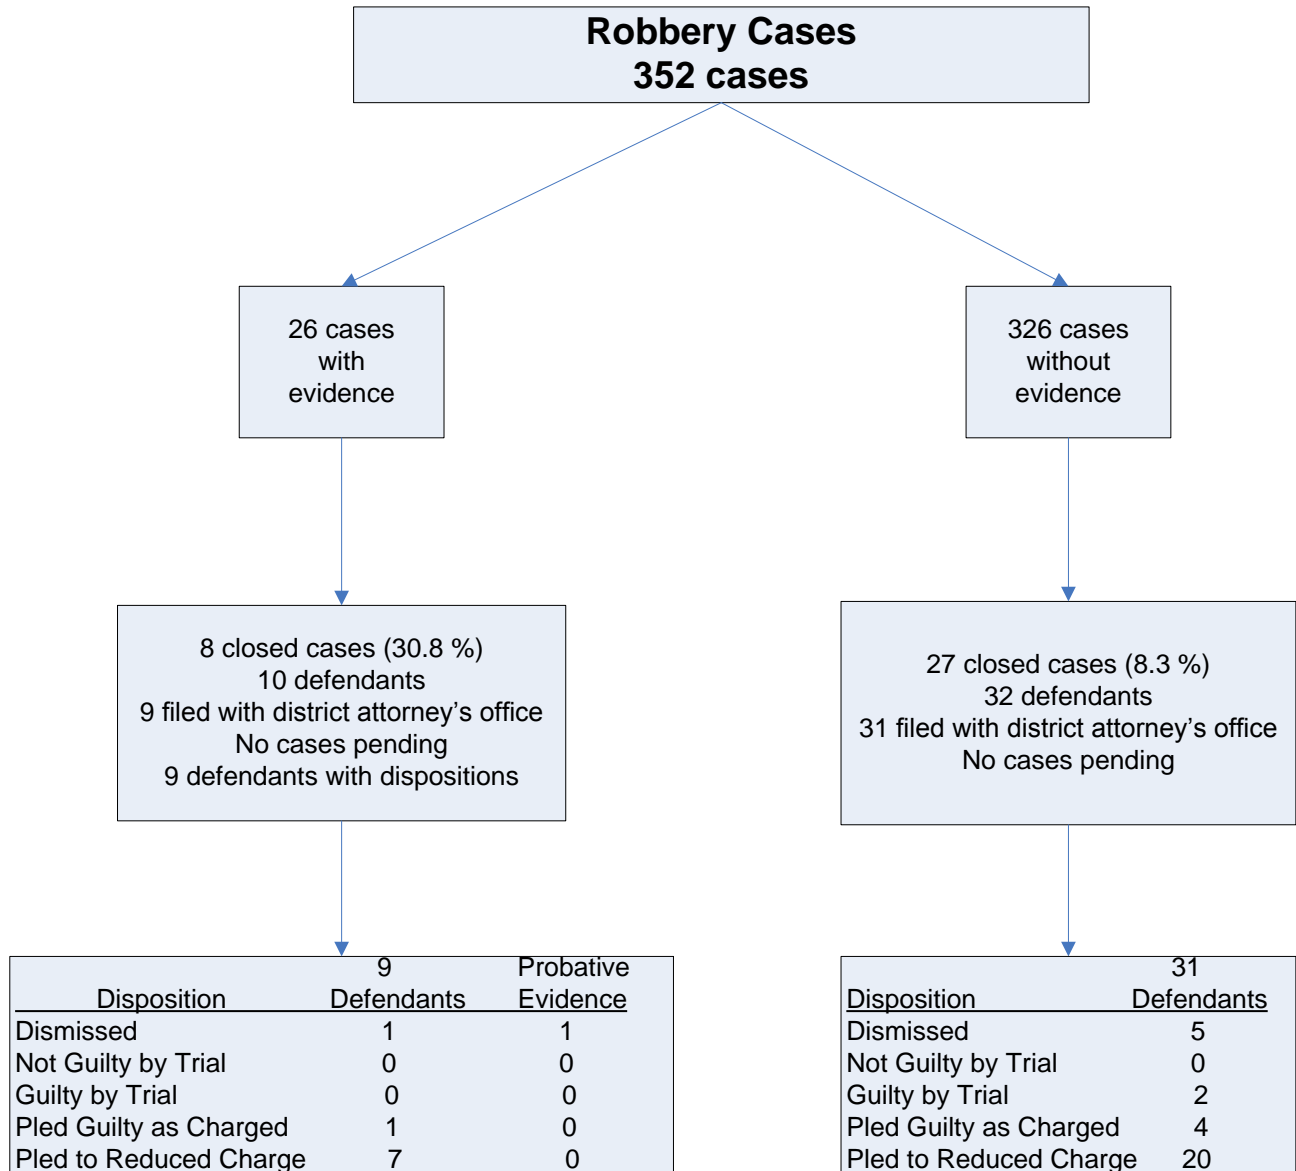 Robbery Cases
352 cases
26 cases
with
evidence
326 cases
without
evidence
8 closed cases (30.8 %)
10 defendants
9 filed with district attorney’s office
No cases pending
9 defendants with dispositions
27 closed cases (8.3 %)
32 defendants
31 filed with district attorney’s office
No cases pending
9 Probative
Disposition Defendants Evidence
Dismissed 1 1
Not Guilty by Trial 0 0
Guilty by Trial 0 0
Pled Guilty as Charged 1 0
Pled to Reduced Charge 7 0
31
Disposition Defendants
Dismissed 5
Not Guilty by Trial 0
Guilty by Trial 2
Pled Guilty as Charged 4
Pled to Reduced Charge 20